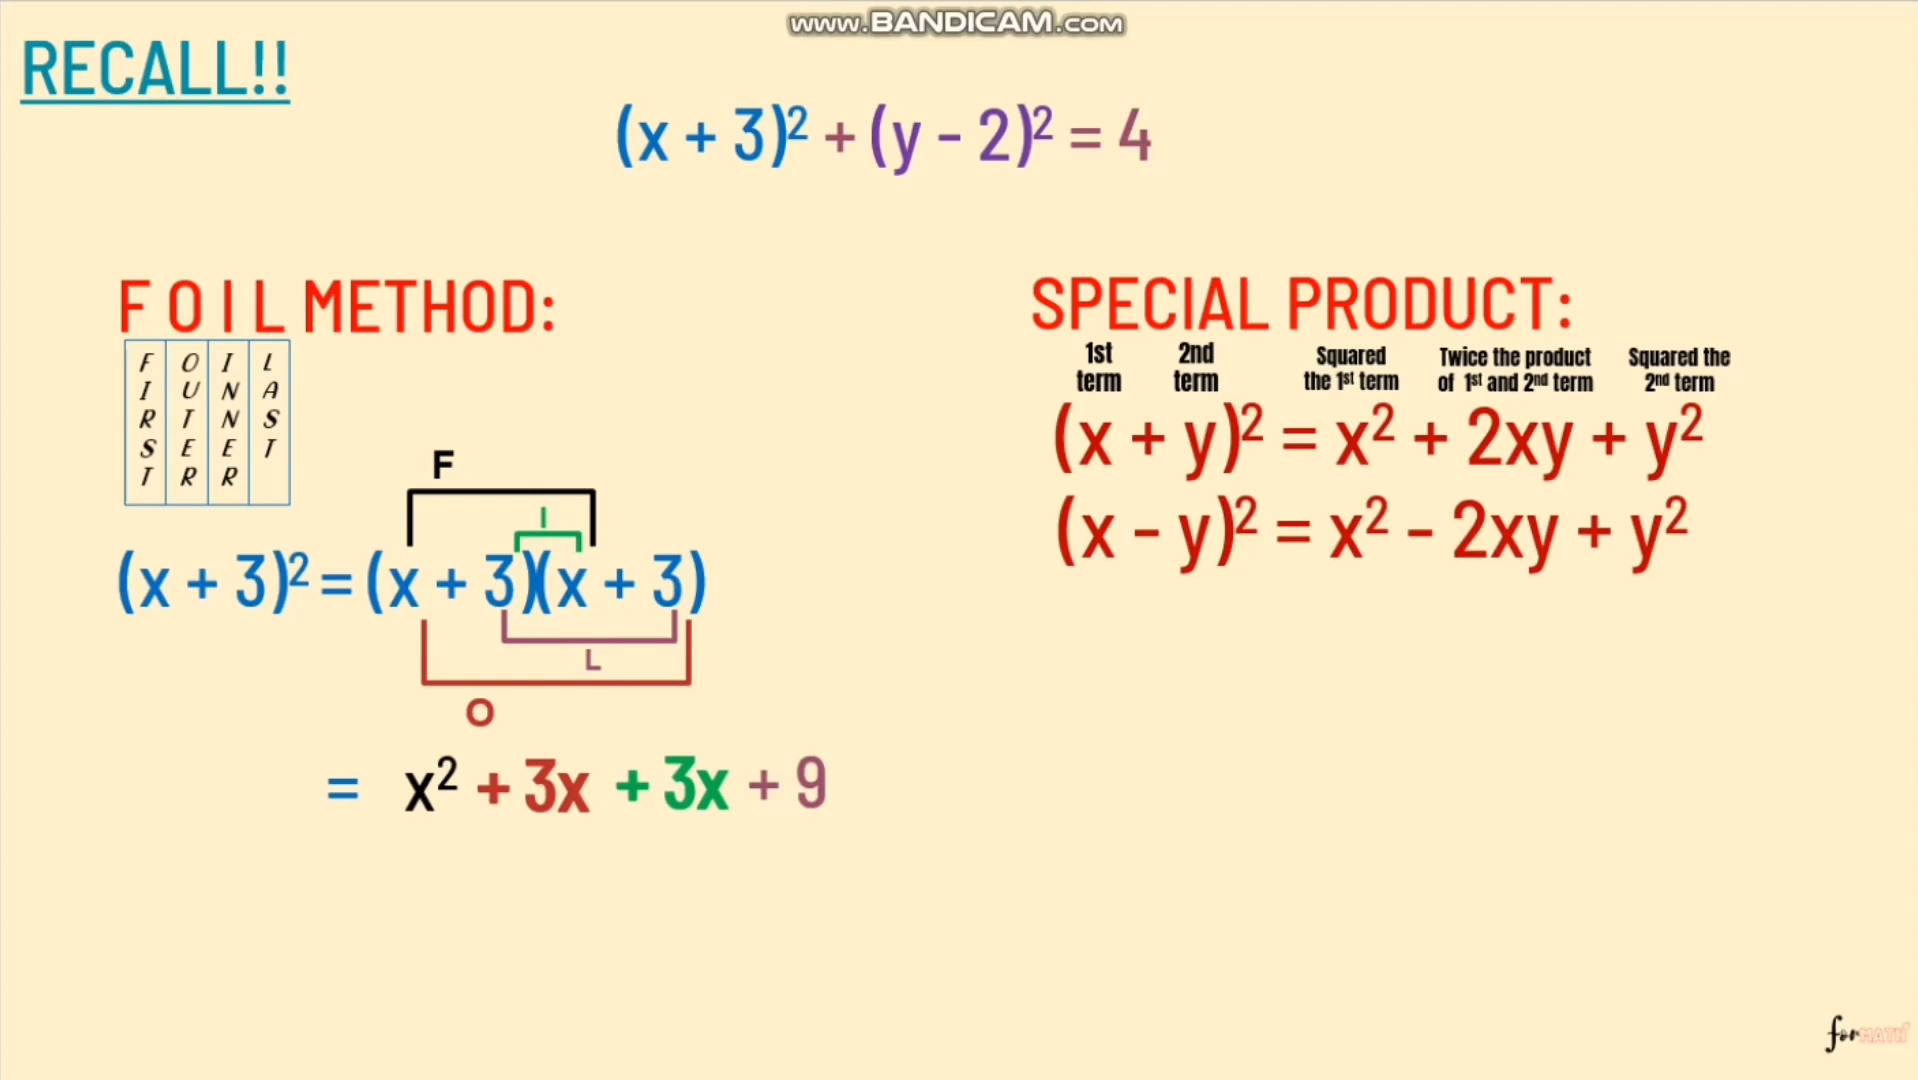 www.BANDICAM.com
RECALL!!
(x + 3)² + (y - 2)² = 4
F O I L METHOD:
FIRST OUTER INNER LAST
F
I
(x + 3)² = (x + 3)(x + 3)
L
O
= x² + 3x + 3x + 9
SPECIAL PRODUCT:
1st term 2nd term Squared the 1st term Twice the product of 1st and 2nd term Squared the 2nd term
(x + y)² = x² + 2xy + y²
(x - y)² = x² - 2xy + y²
forMATH